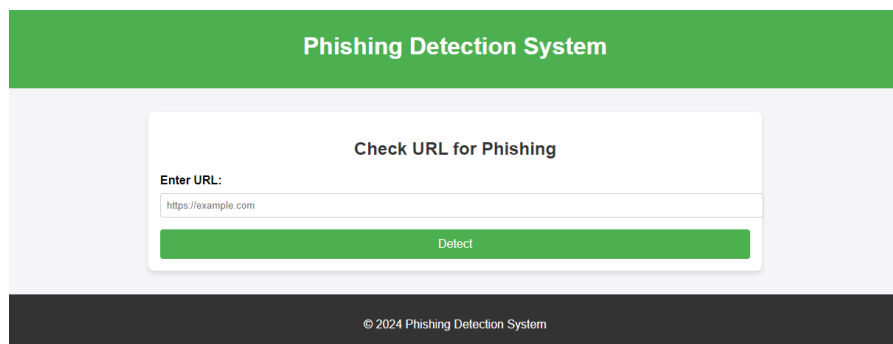 Phishing Detection System
Check URL for Phishing
Enter URL:
https://example.com
Detect
© 2024 Phishing Detection System